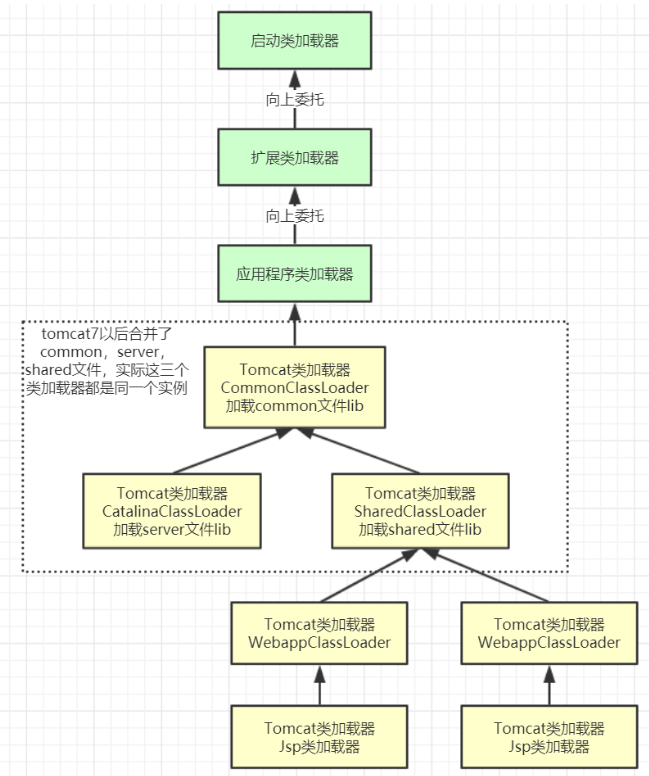 启动类加载器
向上委托
扩展类加载器
向上委托
应用程序类加载器
tomcat7以后合并了
common，server，
shared文件，实际这三个
类加载器都是同一个实例
Tomcat类加载器
CommonClassLoader
加载common文件lib
Tomcat类加载器
CatalinaClassLoader
加载server文件lib
Tomcat类加载器
SharedClassLoader
加载shared文件lib
Tomcat类加载器
WebappClassLoader
Tomcat类加载器
WebappClassLoader
Tomcat类加载器
Jsp类加载器
Tomcat类加载器
Jsp类加载器